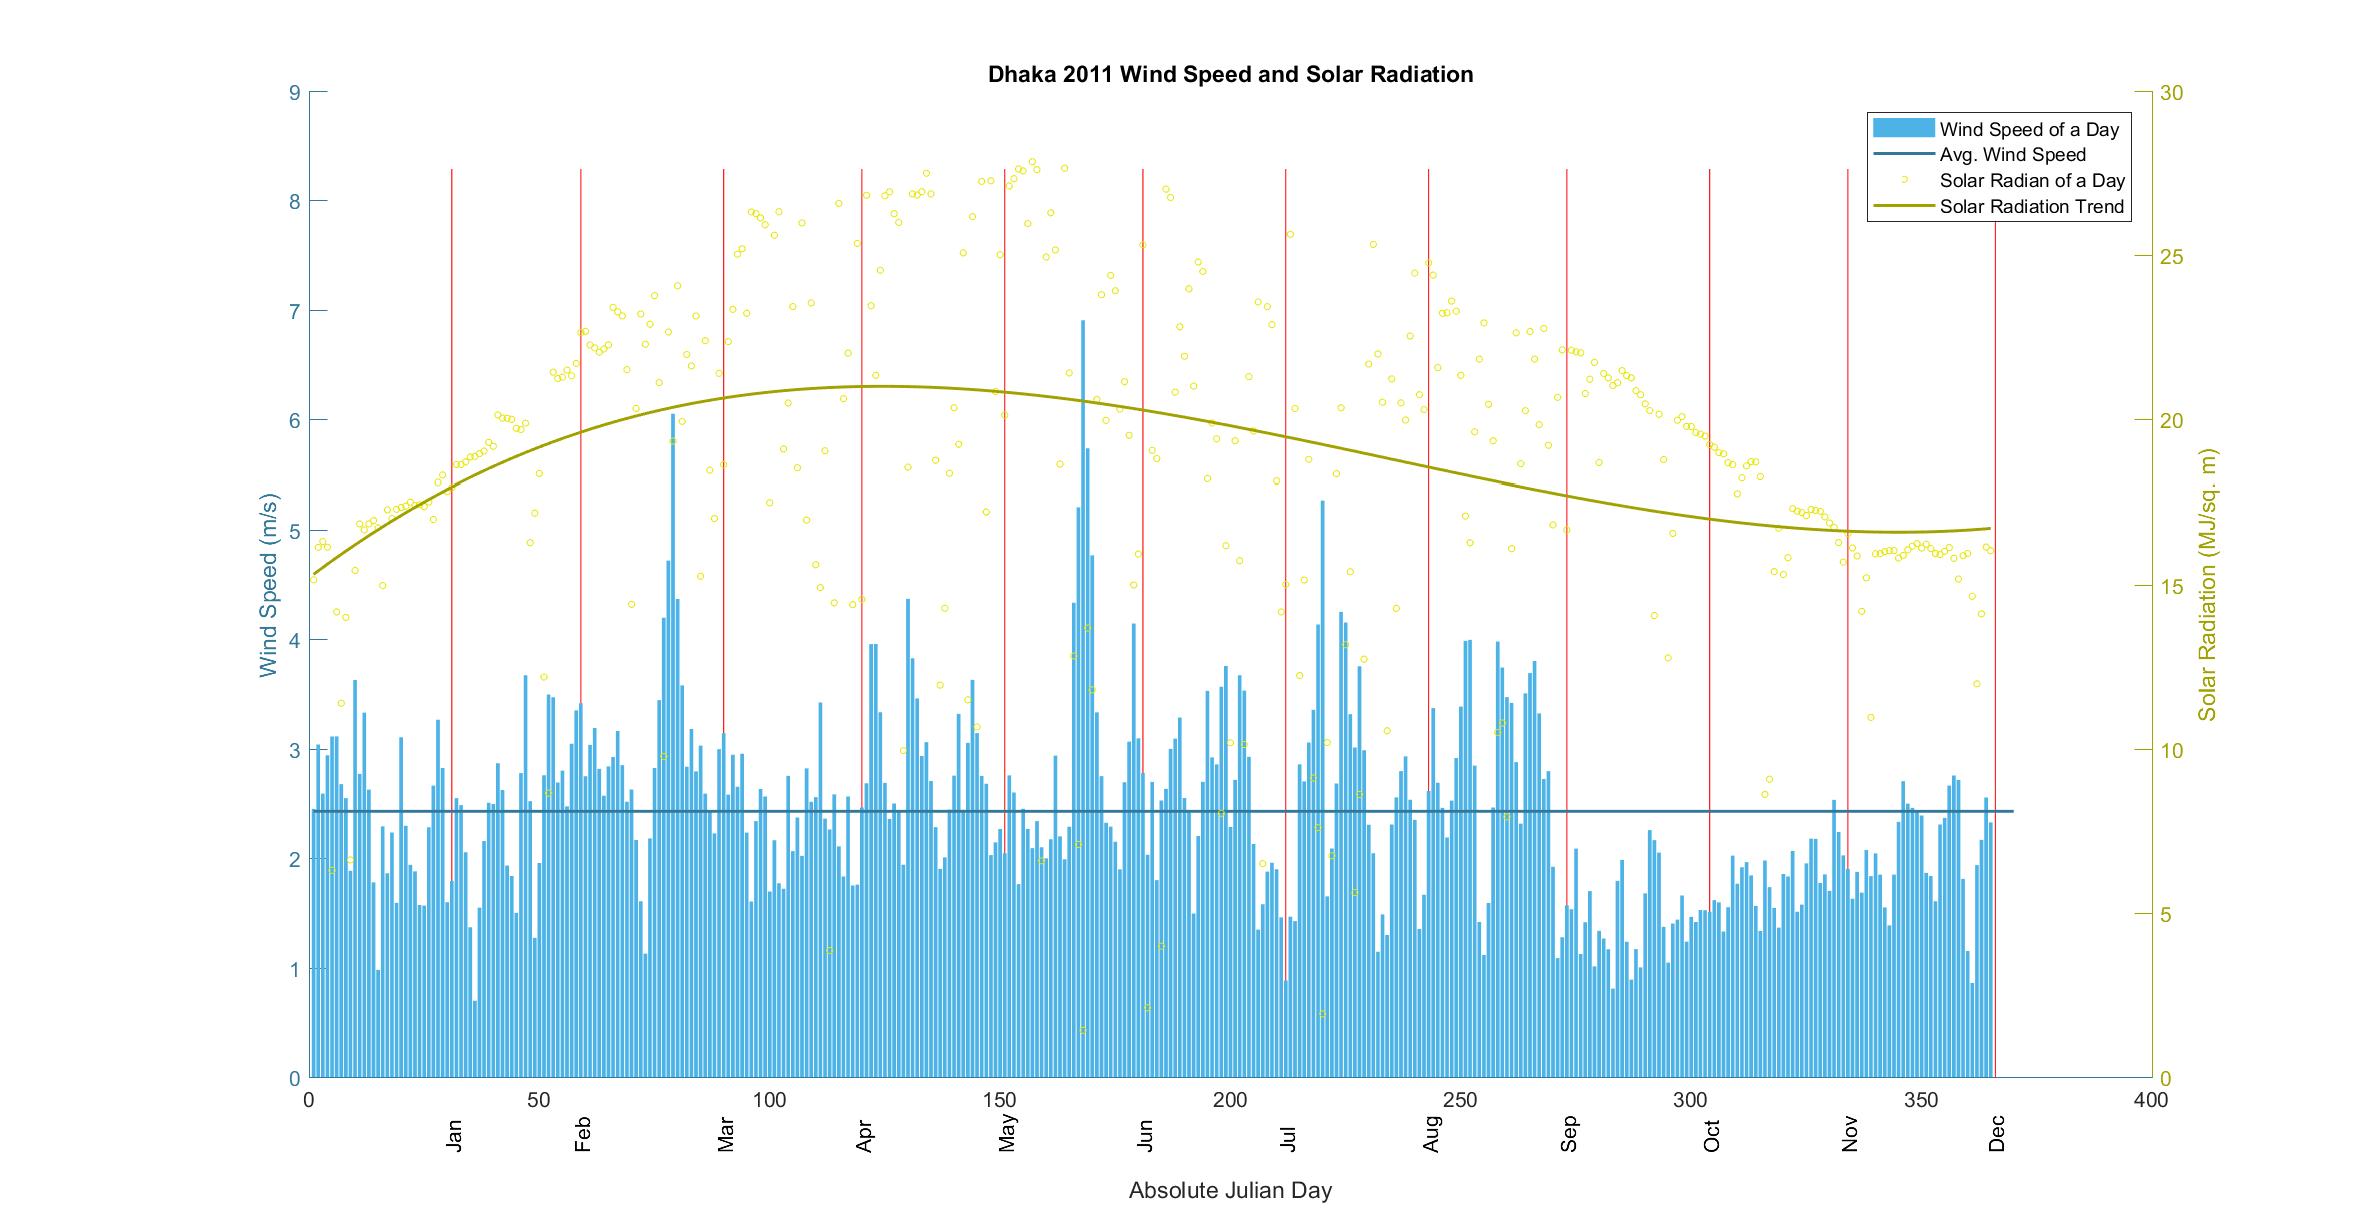 Dhaka 2011 Wind Speed and Solar Radiation
9
8
7
6
5
4
3
2
1
0
Wind Speed (m/s)
30
25
20
15
10
5
0
Solar Radiation (MJ/sq. m)
Wind Speed of a Day
Avg. Wind Speed
Solar Radian of a Day
Solar Radiation Trend
0 50 100 150 200 250 300 350 400
Jan Feb Mar Apr May Jun Jul Aug Sep Oct Nov Dec
Absolute Julian Day